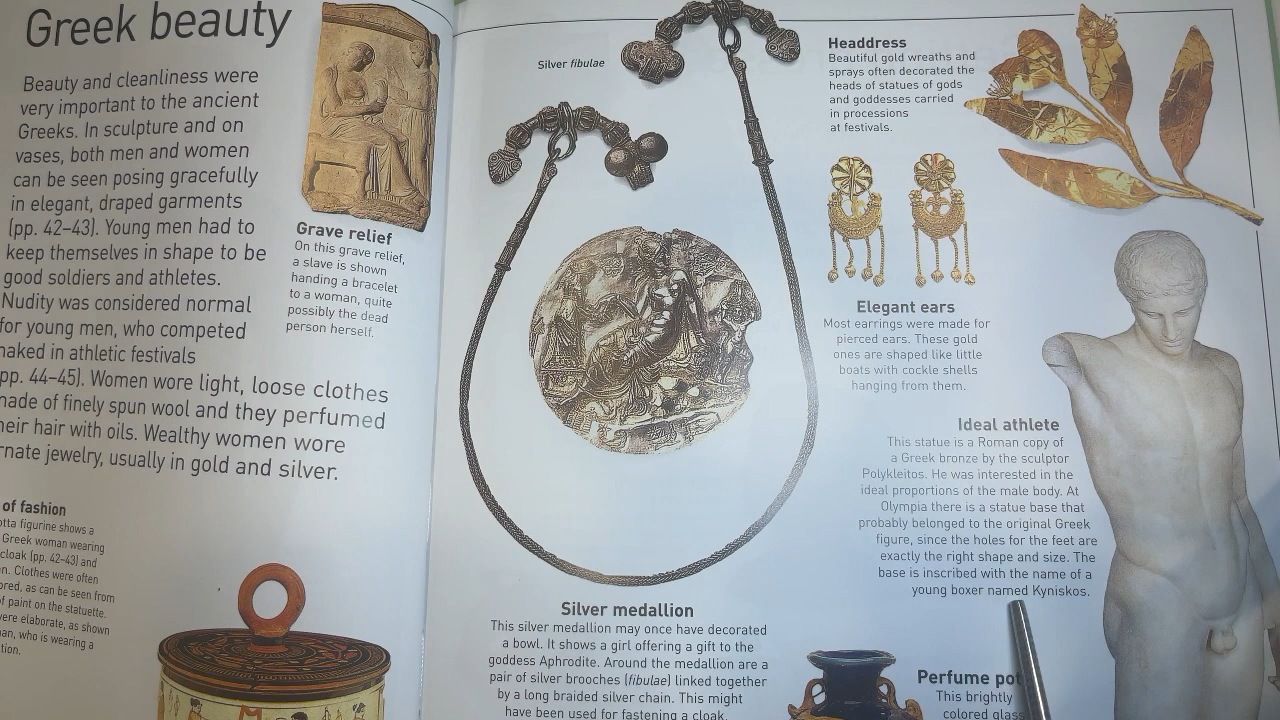 Greek beauty
Beauty and cleanliness were
very important to the ancient
Greeks. In sculpture and on
vases, both men and women
can be seen posing gracefully
in elegant, draped garments
(pp. 42–43). Young men had to
keep themselves in shape to be
good soldiers and athletes.
Nudity was considered normal
for young men, who competed
naked in athletic festivals
pp. 44–45). Women wore light, loose clothes
made of finely spun wool and they perfumed
their hair with oils. Wealthy women wore
rnate jewelry, usually in gold and silver.
Grave relief
On this grave relief,
a slave is shown
handing a bracelet
to a woman, quite
possibly the dead
person herself.
of fashion
otta figurine shows a
Greek woman wearing
cloak (pp. 42–43) and
n. Clothes were often
ored, as can be seen from
of paint on the statuette.
were elaborate, as shown
an, who is wearing a
tion.
Silver fibulae
Silver medallion
This silver medallion may once have decorated
a bowl. It shows a girl offering a gift to the
goddess Aphrodite. Around the medallion are a
pair of silver brooches (fibulae) linked together
by a long braided silver chain. This might
have been used for fastening a cloak.
Headdress
Beautiful gold wreaths and
sprays often decorated the
heads of statues of gods
and goddesses carried
in processions
at festivals.
Elegant ears
Most earrings were made for
pierced ears. These gold
ones are shaped like little
boats with cockle shells
hanging from them.
Ideal athlete
This statue is a Roman copy of
a Greek bronze by the sculptor
Polykleitos. He was interested in the
ideal proportions of the male body. At
Olympia there is a statue base that
probably belonged to the original Greek
figure, since the holes for the feet are
exactly the right shape and size. The
base is inscribed with the name of a
young boxer named Kyniskos.
Perfume pot
This brightly
colored glass